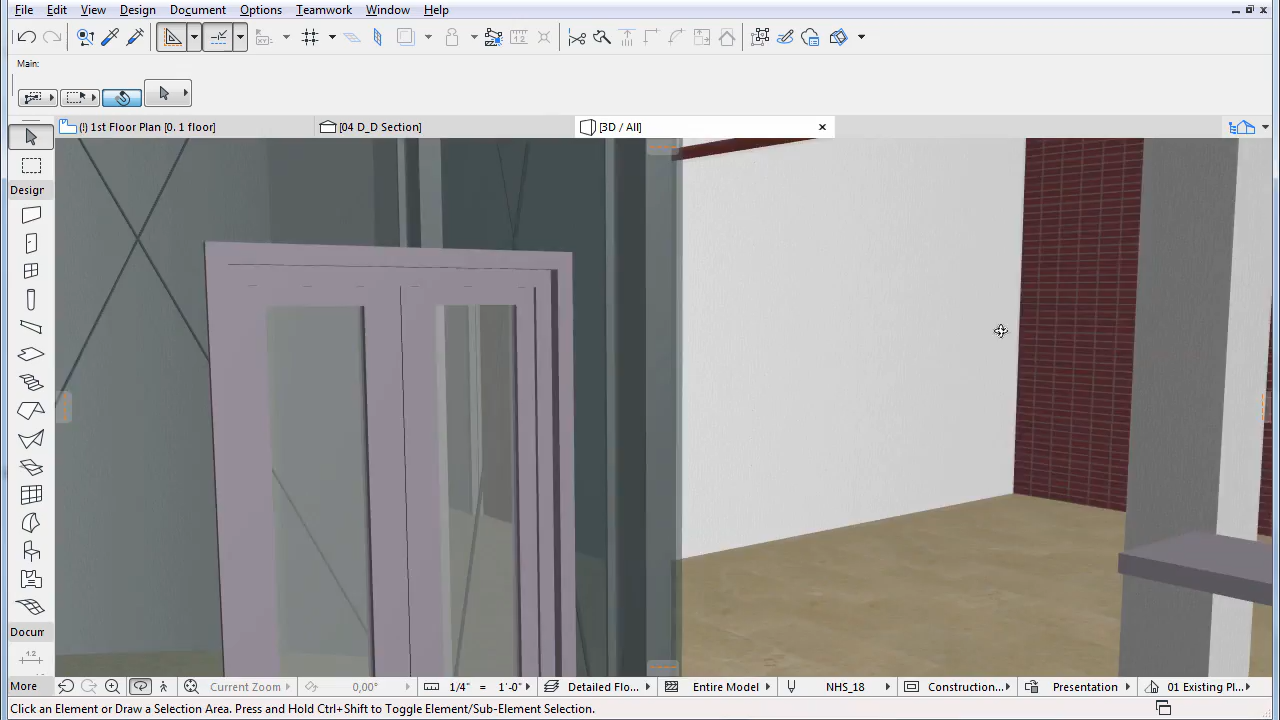 File Edit View Design Document Options Teamwork Window Help
Main:
(!) 1st Floor Plan [0. 1 floor] [04 D_D Section] [3D / All]
Design
Docum
1.2
More Current Zoom 0,00° 1/4" = 1'-0" Detailed Flo... Entire Model NHS_18 Construction... Presentation 01 Existing Pl...
Click an Element or Draw a Selection Area. Press and Hold Ctrl+Shift to Toggle Element/Sub-Element Selection.